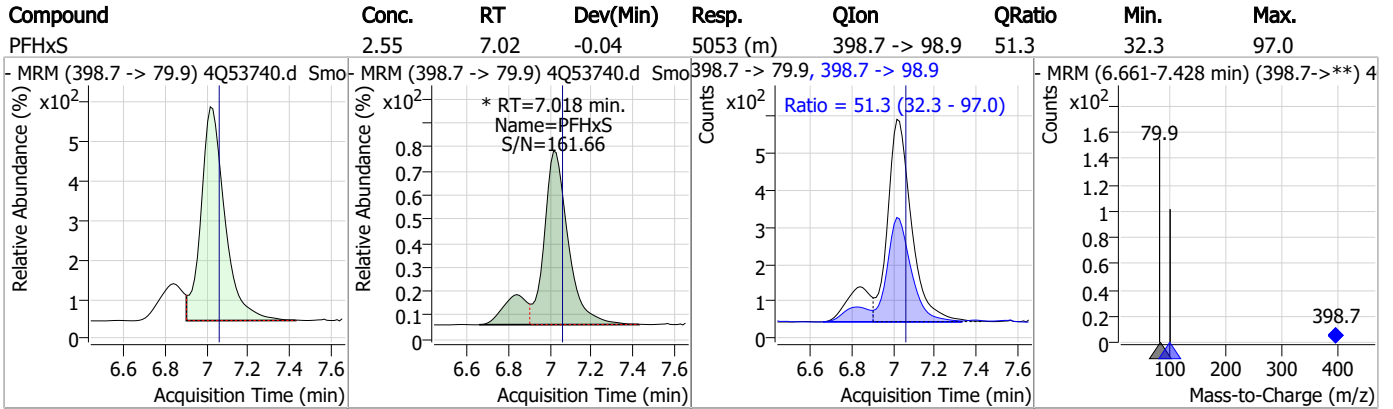 Compound Conc. RT Dev(Min) Resp. QIon QRatio Min. Max.
PFHxS 2.55 7.02 -0.04 5053 (m) 398.7 -> 98.9 51.3 32.3 97.0
- MRM (398.7 -> 79.9) 4Q53740.d Smo
Relative Abundance (%)
x10²
5
4
3
2
1
0
6.6 6.8 7 7.2 7.4 7.6
Acquisition Time (min)
- MRM (398.7 -> 79.9) 4Q53740.d Smo
Relative Abundance (%)
x10²
* RT=7.018 min.
Name=PFHxS
S/N=161.66
0.8
0.7
0.6
0.5
0.4
0.3
0.2
0.1
0
6.6 6.8 7 7.2 7.4 7.6
Acquisition Time (min)
398.7 -> 79.9, 398.7 -> 98.9
Counts
x10²
Ratio = 51.3 (32.3 - 97.0)
5
4
3
2
1
0
6.6 6.8 7 7.2 7.4 7.6
Acquisition Time (min)
- MRM (6.661-7.428 min) (398.7->**) 4
Counts
x10²
79.9
1.6
1.4
1.2
1
0.8
0.6
0.4
0.2
0
398.7
100 200 300 400
Mass-to-Charge (m/z)